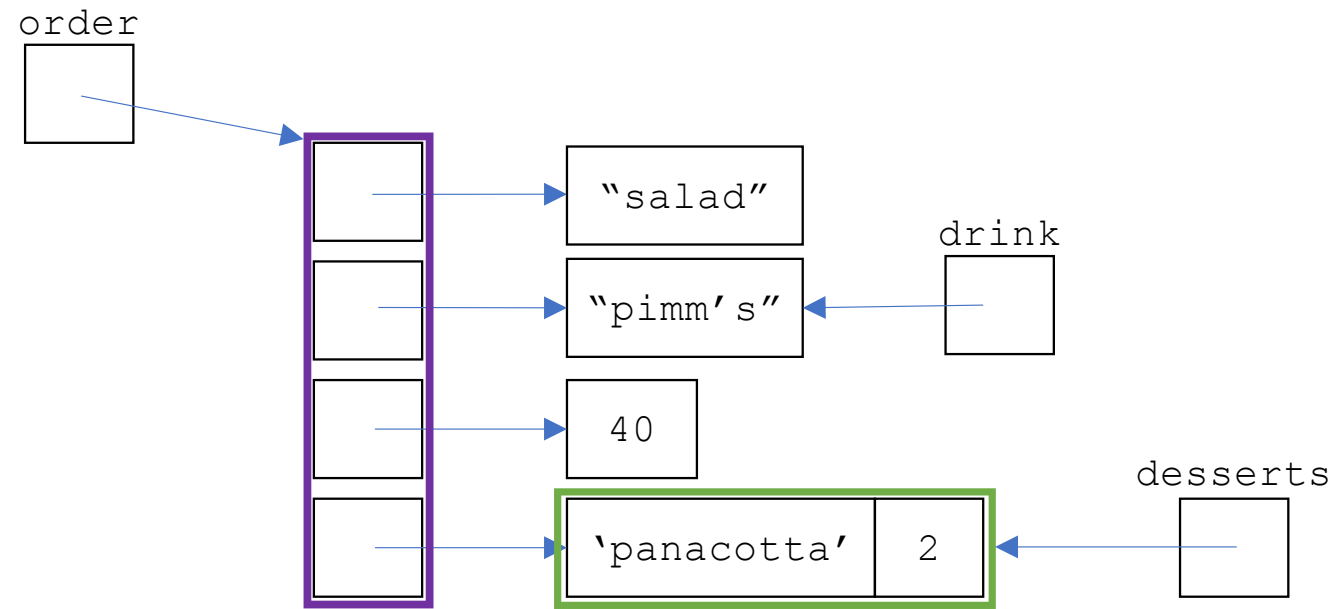 order
“salad”
drink
“pimm’s”
40
desserts
‘panacotta’ 2